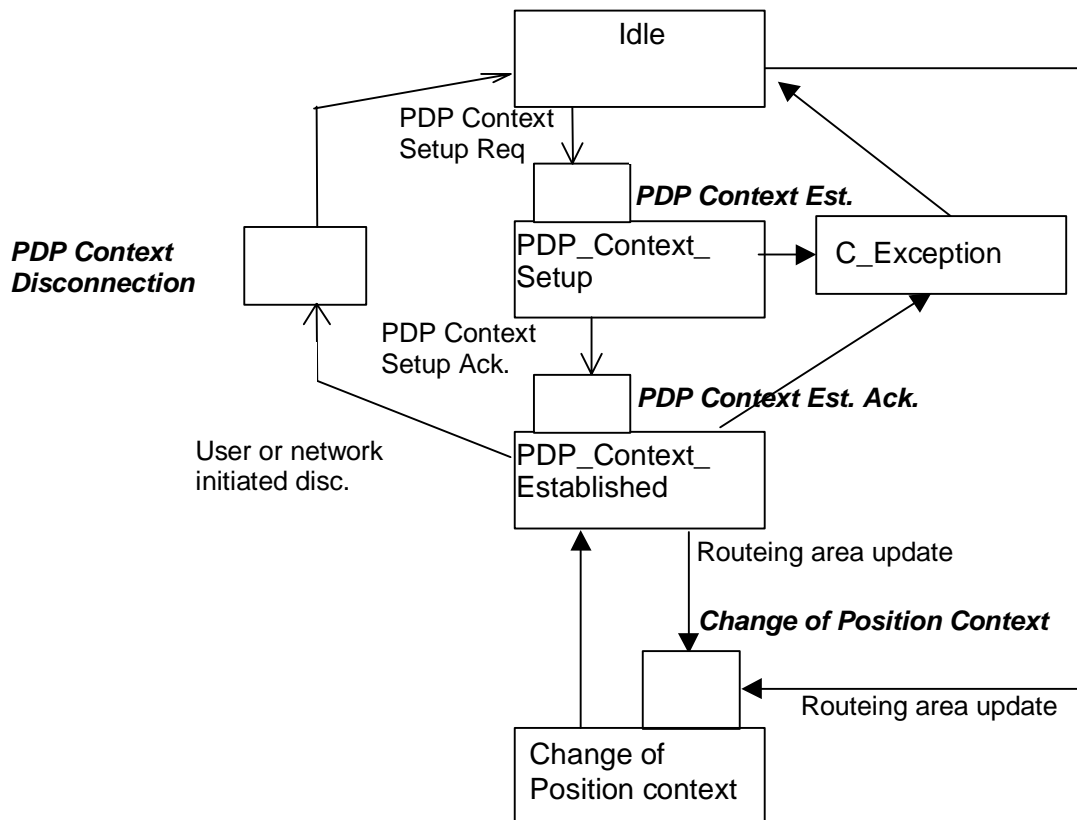 Idle
PDP Context
Setup Req
PDP Context Est.
PDP Context
Disconnection
PDP_Context_
Setup
C_Exception
PDP Context
Setup Ack.
PDP Context Est. Ack.
User or network
initiated disc.
PDP_Context_
Established
Routeing area update
Change of Position Context
Routeing area update
Change of
Position context